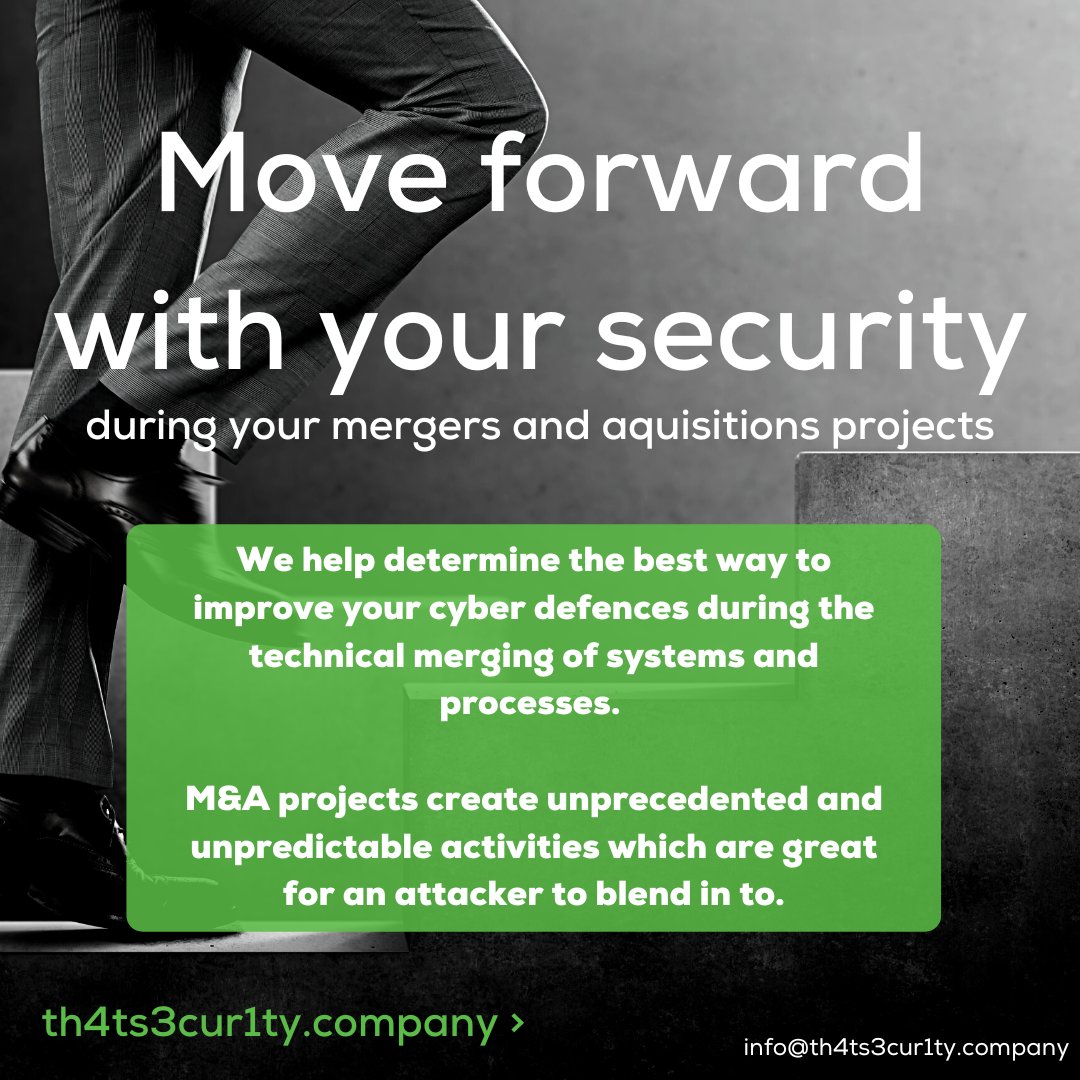 Move forward
with your security
during your mergers and aquisitions projects
We help determine the best way to
improve your cyber defences during the
technical merging of systems and
processes.
M&A projects create unprecedented and
unpredictable activities which are great
for an attacker to blend in to.
th4ts3cur1ty.company >
info@th4ts3cur1ty.company